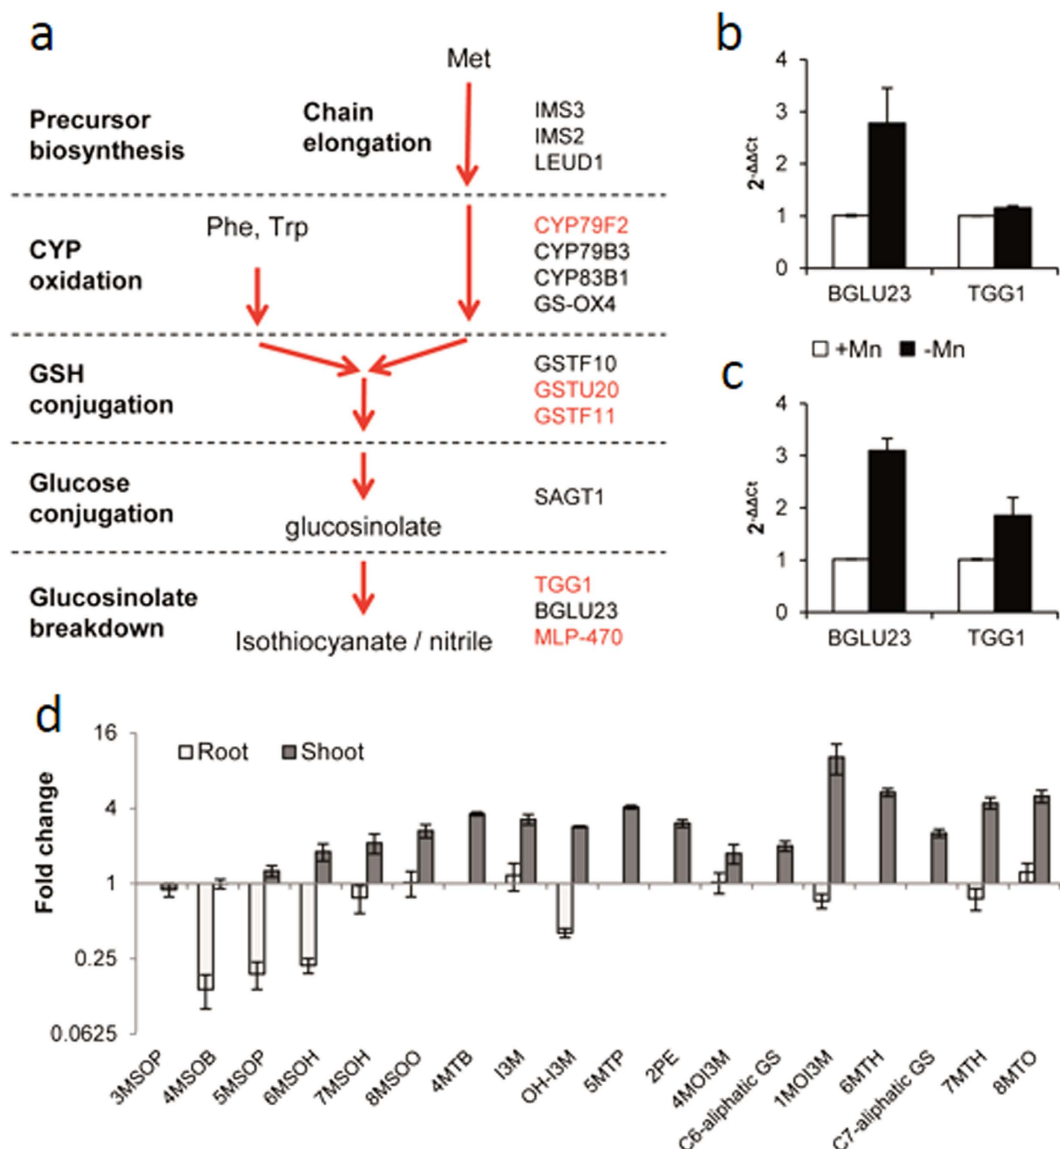 a
Met
Precursor
biosynthesis
Chain
elongation
IMS3
IMS2
LEUD1
CYP
oxidation
Phe, Trp
CYP79F2
CYP79B3
CYP83B1
GS-OX4
GSH
conjugation
GSTF10
GSTU20
GSTF11
Glucose
conjugation
glucosinolate
SAGT1
Glucosinolate
breakdown
Isothiocyanate / nitrile
TGG1
BGLU23
MLP-470
b
2-ΔΔCt
4
3
2
1
0
BGLU23 TGG1
+Mn -Mn
c
2-ΔΔCt
4
3
2
1
0
BGLU23 TGG1
d
Root Shoot
Fold change
16
4
1
0.25
0.0625
3MSOP
4MSOB
5MSOP
6MSOH
7MSOH
8MSOO
4MTB
I3M
OH-I3M
5MTP
2PE
4MOI3M
C6-aliphatic GS
1MOI3M
6MTH
C7-aliphatic GS
7MTH
8MTO